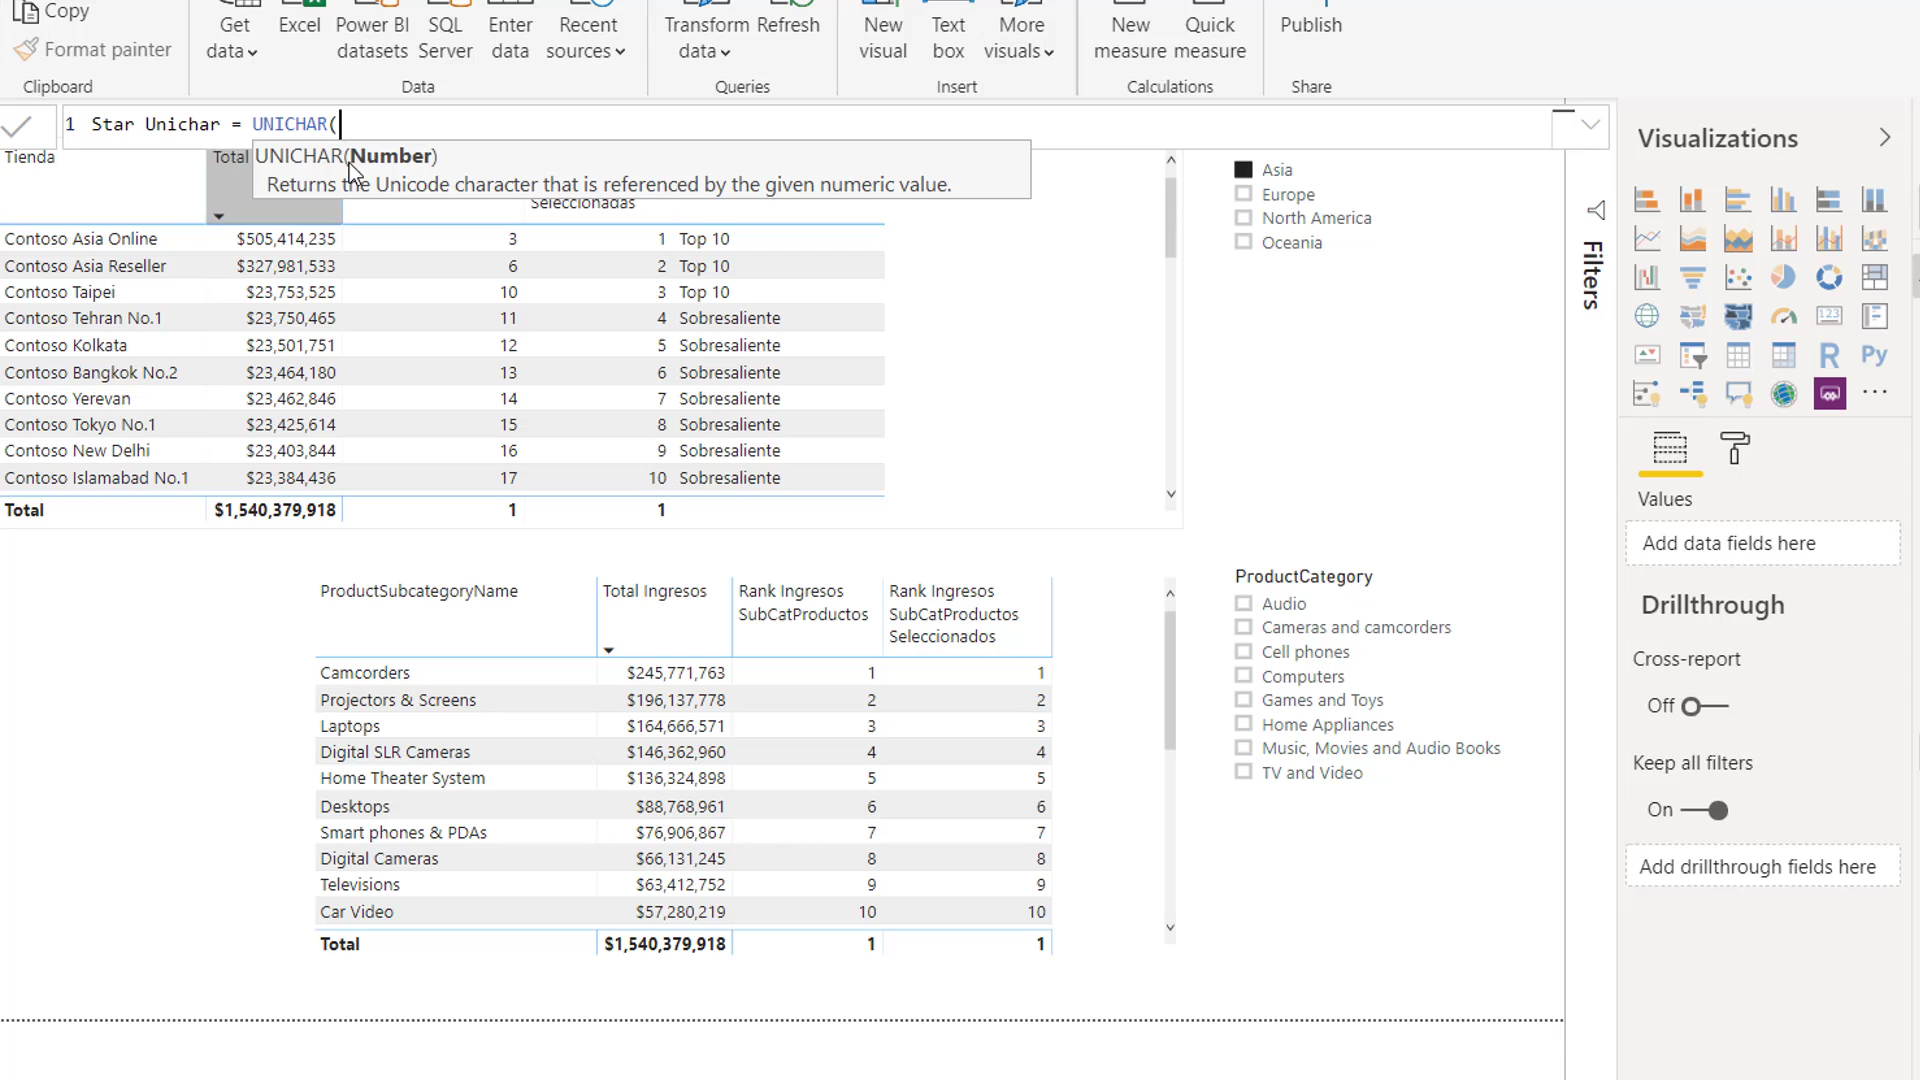 Copy
Format painter
Clipboard
Get data
Excel
Power BI datasets
SQL Server
Enter data
Recent sources
Data
Transform data
Refresh
Queries
New visual
Text box
More visuals
Insert
New measure
Quick measure
Calculations
Publish
Share
1 Star Unichar = UNICHAR(
UNICHAR(Number)
Returns the Unicode character that is referenced by the given numeric value.
Tienda
Total
Seleccionadas
Contoso Asia Online $505,414,235 3 1 Top 10
Contoso Asia Reseller $327,981,533 6 2 Top 10
Contoso Taipei $23,753,525 10 3 Top 10
Contoso Tehran No.1 $23,750,465 11 4 Sobresaliente
Contoso Kolkata $23,501,751 12 5 Sobresaliente
Contoso Bangkok No.2 $23,464,180 13 6 Sobresaliente
Contoso Yerevan $23,462,846 14 7 Sobresaliente
Contoso Tokyo No.1 $23,425,614 15 8 Sobresaliente
Contoso New Delhi $23,403,844 16 9 Sobresaliente
Contoso Islamabad No.1 $23,384,436 17 10 Sobresaliente
Total $1,540,379,918 1 1
Asia
Europe
North America
Oceania
ProductSubcategoryName
Total Ingresos
Rank Ingresos
SubCatProductos
Rank Ingresos
SubCatProductos
Seleccionados
Camcorders $245,771,763 1 1
Projectors & Screens $196,137,778 2 2
Laptops $164,666,571 3 3
Digital SLR Cameras $146,362,960 4 4
Home Theater System $136,324,898 5 5
Desktops $88,768,961 6 6
Smart phones & PDAs $76,906,867 7 7
Digital Cameras $66,131,245 8 8
Televisions $63,412,752 9 9
Car Video $57,280,219 10 10
Total $1,540,379,918 1 1
ProductCategory
Audio
Cameras and camcorders
Cell phones
Computers
Games and Toys
Home Appliances
Music, Movies and Audio Books
TV and Video
Filters
Visualizations
123
R
Py
Values
Add data fields here
Drillthrough
Cross-report
Off
Keep all filters
On
Add drillthrough fields here